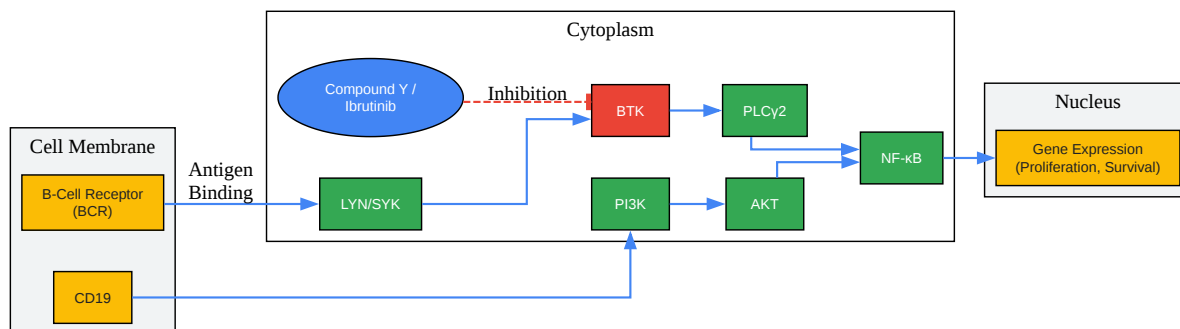 Cytoplasm
Compound Y /
Ibrutinib
Inhibition
BTK
PLCγ2
Nucleus
Gene Expression
(Proliferation, Survival)
NF-κB
Cell Membrane
B-Cell Receptor
(BCR)
Antigen
Binding
LYN/SYK
PI3K
AKT
CD19